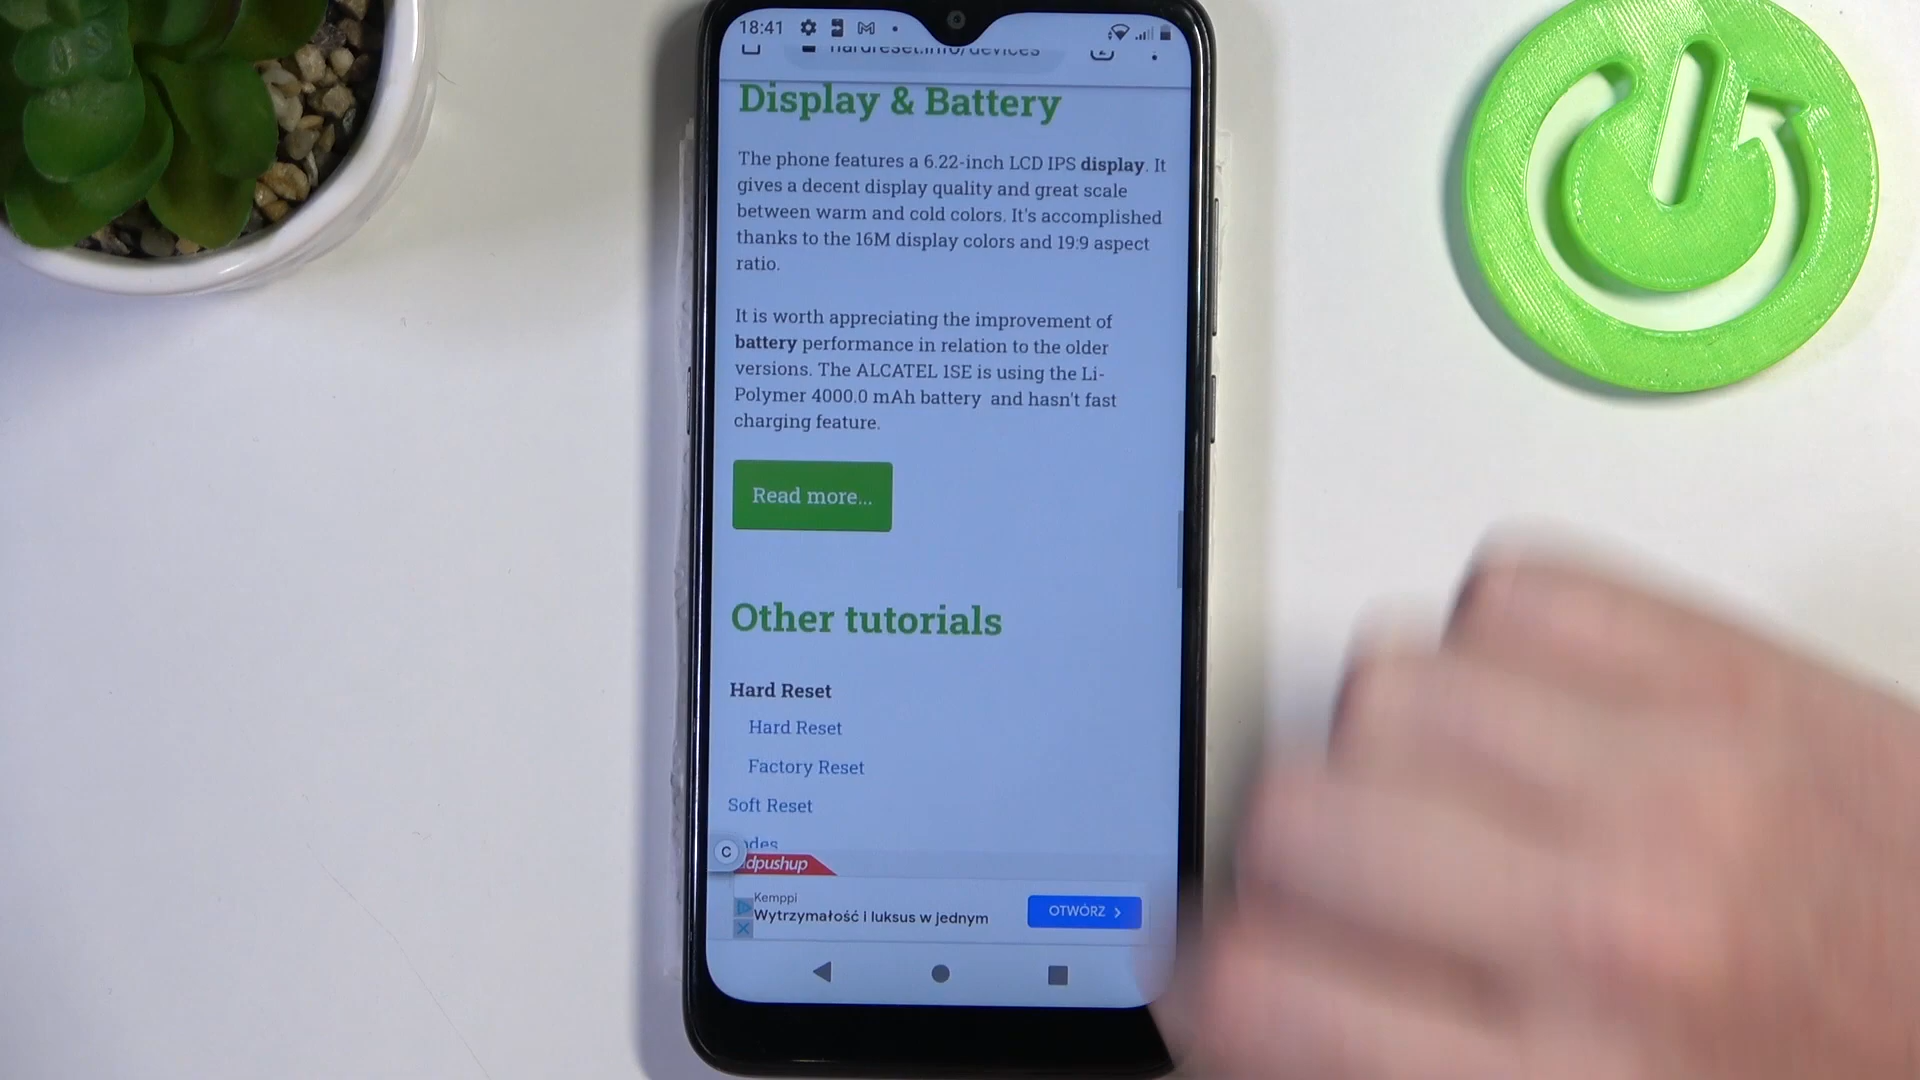 18:41
hardreset.info/devices
Display & Battery
The phone features a 6.22-inch LCD IPS display. It
gives a decent display quality and great scale
between warm and cold colors. It's accomplished
thanks to the 16M display colors and 19:9 aspect
ratio.
It is worth appreciating the improvement of
battery performance in relation to the older
versions. The ALCATEL 1SE is using the Li-
Polymer 4000.0 mAh battery and hasn't fast
charging feature.
Read more...
Other tutorials
Hard Reset
Hard Reset
Factory Reset
Soft Reset
C
dpushup
Kemppi
Wytrzymałość i luksus w jednym
OTWÓRZ